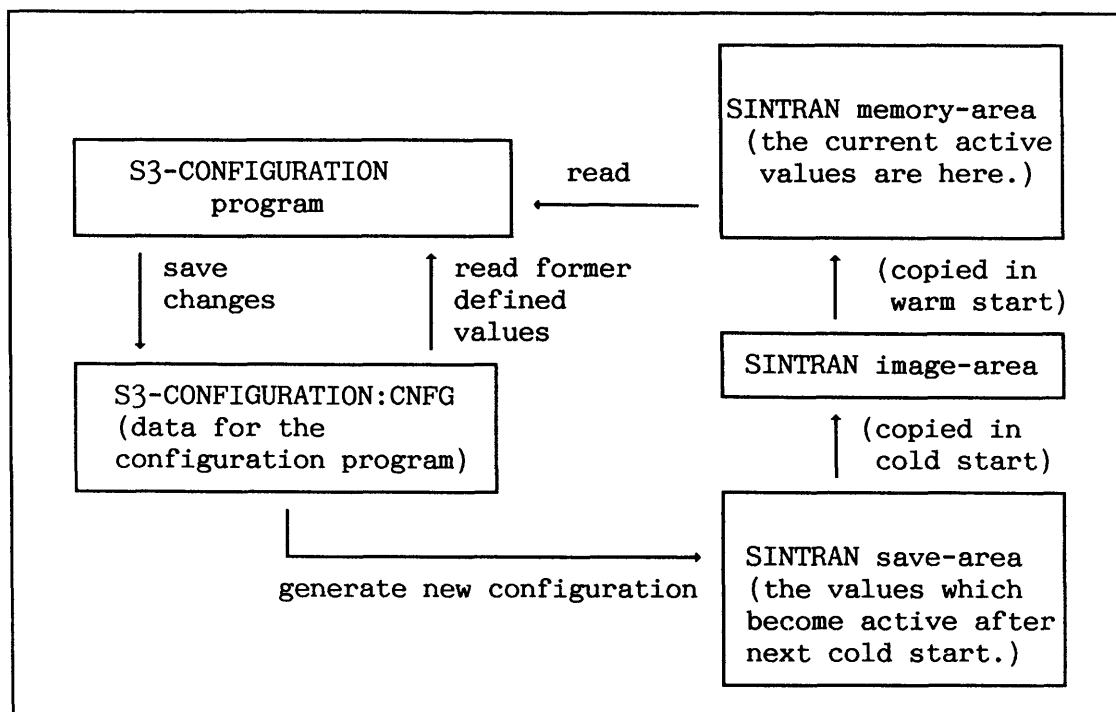 S3-CONFIGURATION
program
read
SINTRAN memory-area
(the current active
values are here.)
save
changes
read former
defined
values
(copied in
warm start)
S3-CONFIGURATION:CNFG
(data for the
configuration program)
SINTRAN image-area
(copied in
cold start)
generate new configuration
SINTRAN save-area
(the values which
become active after
next cold start.)